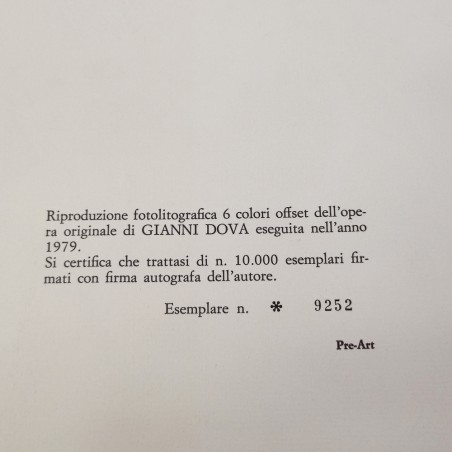 Riproduzione fotolitografica 6 colori offset dell'ope-
ra originale di GIANNI DOVA eseguita nell'anno
1979.
Si certifica che trattasi di n. 10.000 esemplari fir-
mati con firma autografa dell'autore.
Esemplare n. * 9252
Pre-Art